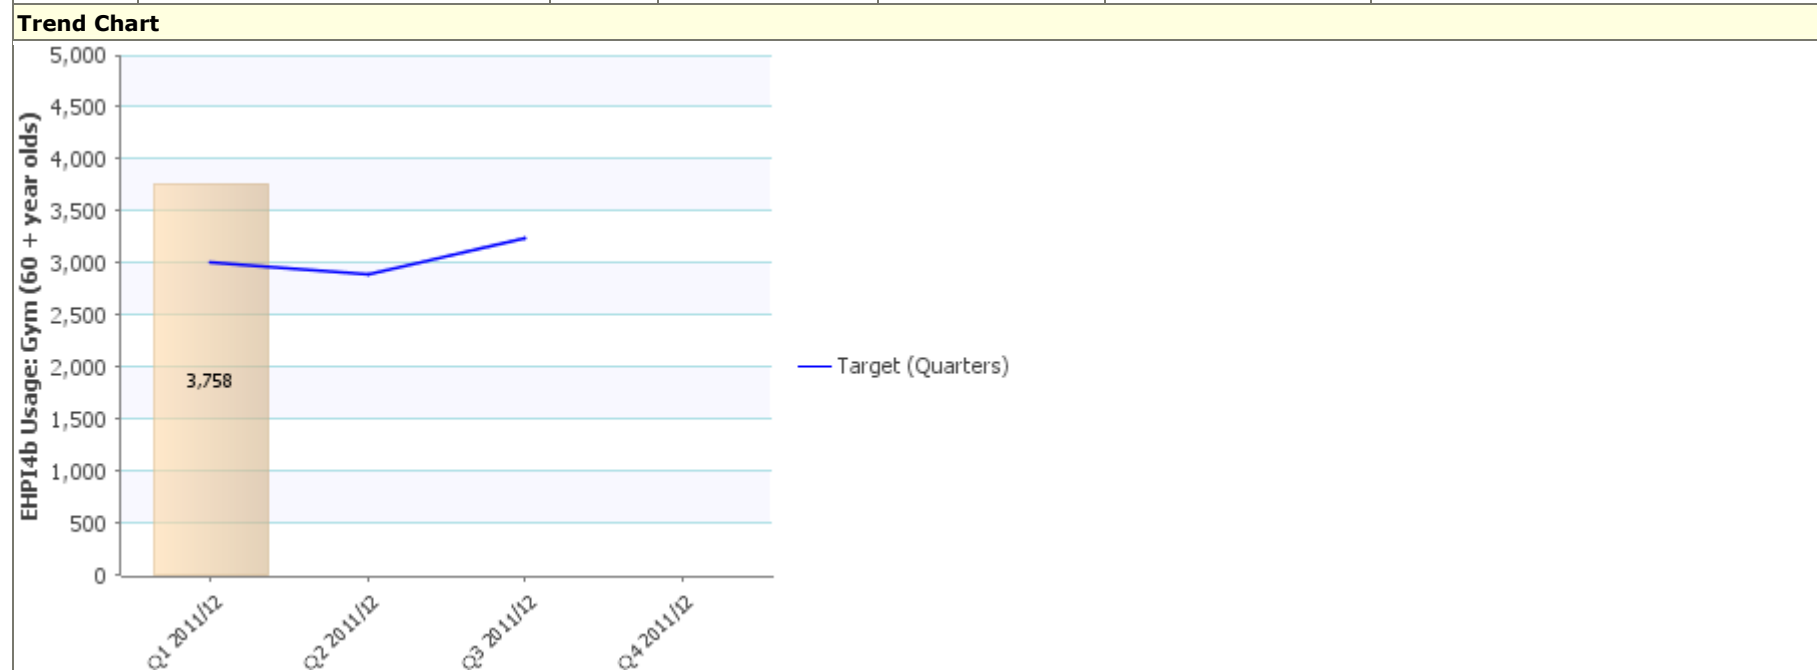 Trend Chart
EHPI4b Usage: Gym (60 + year olds)
5,000
4,500
4,000
3,500
3,000
2,500
2,000
1,500
1,000
500
0
3,758
Target (Quarters)
Q1 2011/12
Q2 2011/12
Q3 2011/12
Q4 2011/12